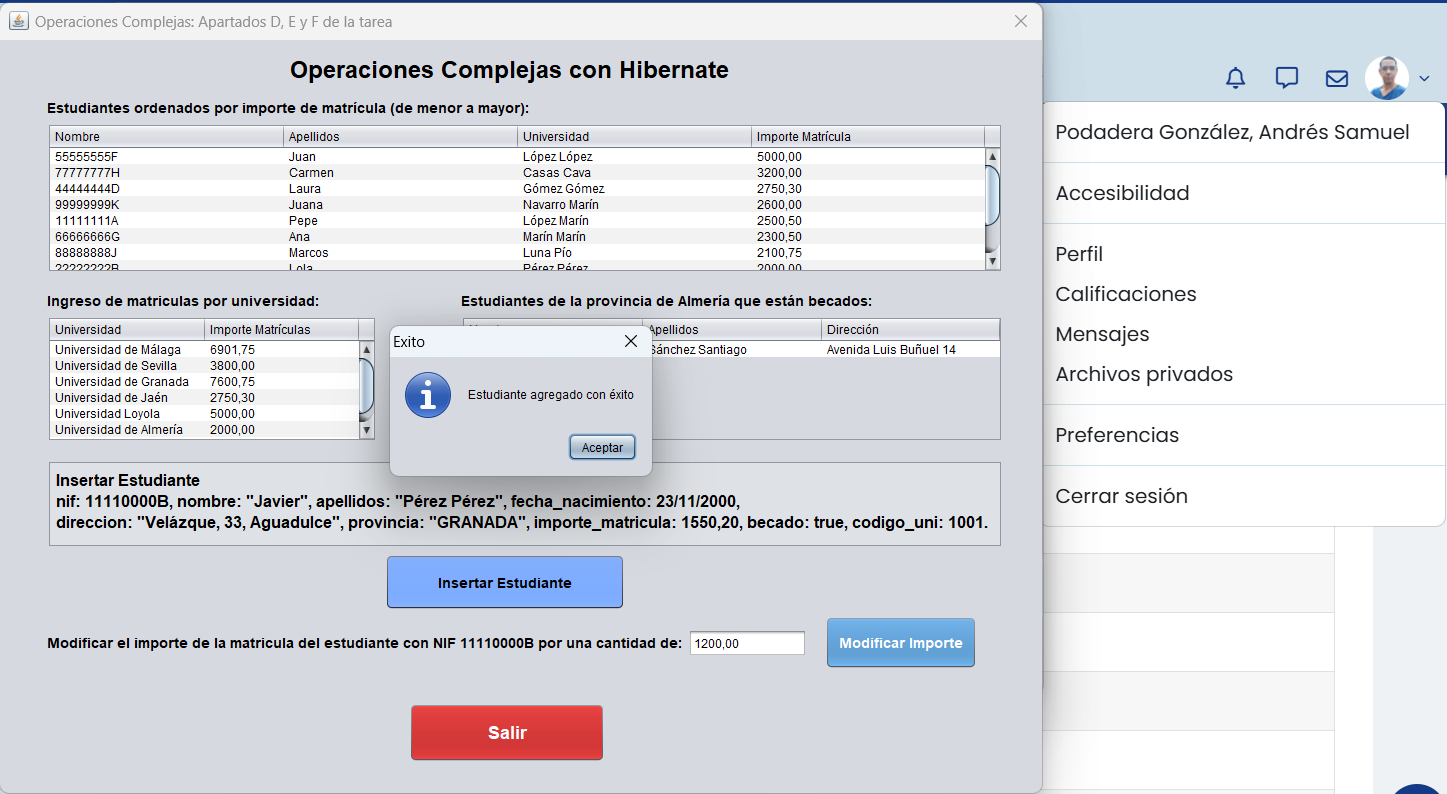 Operaciones Complejas: Apartados D, E y F de la tarea
Operaciones Complejas con Hibernate
Estudiantes ordenados por importe de matrícula (de menor a mayor):
Nombre Apellidos Universidad Importe Matrícula
55555555F Juan López López 5000,00
77777777H Carmen Casas Cava 3200,00
44444444D Laura Gómez Gómez 2750,30
99999999K Juana Navarro Marín 2600,00
11111111A Pepe López Marín 2500,50
66666666G Ana Marín Marín 2300,50
88888888J Marcos Luna Pío 2100,75
22222222B Lola Pérez Pérez 2000,00
Ingreso de matriculas por universidad:
Universidad Importe Matrículas
Universidad de Málaga 6901,75
Universidad de Sevilla 3800,00
Universidad de Granada 7600,75
Universidad de Jaén 2750,30
Universidad Loyola 5000,00
Universidad de Almería 2000,00
Estudiantes de la provincia de Almería que están becados:
Apellidos Dirección
Sánchez Santiago Avenida Luis Buñuel 14
Exito
Estudiante agregado con éxito
Aceptar
Insertar Estudiante
nif: 11110000B, nombre: "Javier", apellidos: "Pérez Pérez", fecha_nacimiento: 23/11/2000,
direccion: "Velázque, 33, Aguadulce", provincia: "GRANADA", importe_matricula: 1550,20, becado: true, codigo_uni: 1001.
Insertar Estudiante
Modificar el importe de la matricula del estudiante con NIF 11110000B por una cantidad de: 1200,00 Modificar Importe
Salir
Podadera González, Andrés Samuel
Accesibilidad
Perfil
Calificaciones
Mensajes
Archivos privados
Preferencias
Cerrar sesión